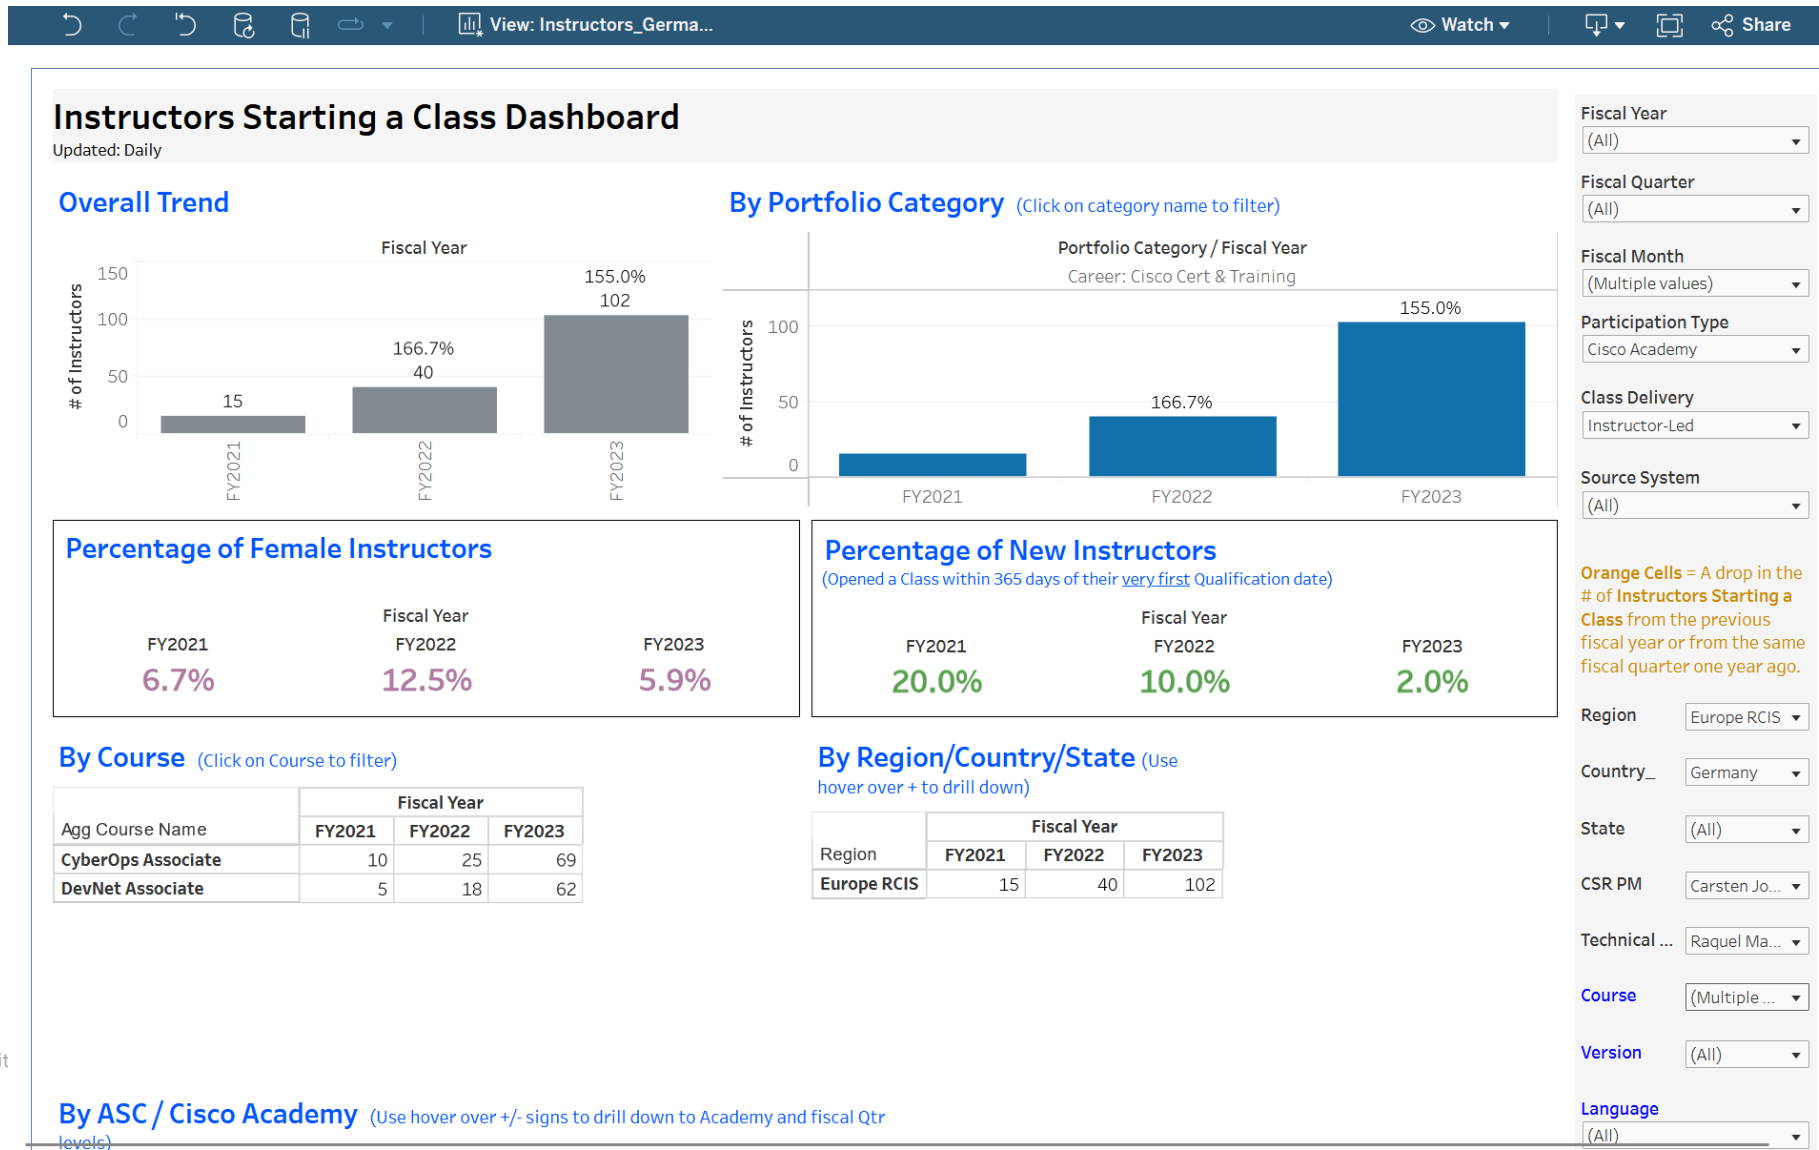 View: Instructors_Germa...
Watch
Share
Instructors Starting a Class Dashboard
Updated: Daily
Overall Trend
Fiscal Year
# of Instructors
150
100
50
0
15
166.7%
40
155.0%
102
FY2021
FY2022
FY2023
By Portfolio Category (Click on category name to filter)
Portfolio Category / Fiscal Year
Career: Cisco Cert & Training
# of Instructors
100
50
0
166.7%
155.0%
FY2021
FY2022
FY2023
Percentage of Female Instructors
Fiscal Year
FY2021 FY2022 FY2023
6.7% 12.5% 5.9%
Percentage of New Instructors
(Opened a Class within 365 days of their very first Qualification date)
Fiscal Year
FY2021 FY2022 FY2023
20.0% 10.0% 2.0%
By Course (Click on Course to filter)
Fiscal Year
Agg Course Name FY2021 FY2022 FY2023
CyberOps Associate 10 25 69
DevNet Associate 5 18 62
By Region/Country/State (Use
hover over + to drill down)
Fiscal Year
Region FY2021 FY2022 FY2023
Europe RCIS 15 40 102
it
By ASC / Cisco Academy (Use hover over +/- signs to drill down to Academy and fiscal Qtr
levels)
Fiscal Year
(All)
Fiscal Quarter
(All)
Fiscal Month
(Multiple values)
Participation Type
Cisco Academy
Class Delivery
Instructor-Led
Source System
(All)
Orange Cells = A drop in the
# of Instructors Starting a
Class from the previous
fiscal year or from the same
fiscal quarter one year ago.
Region Europe RCIS
Country_ Germany
State (All)
CSR PM Carsten Jo...
Technical ... Raquel Ma...
Course (Multiple ...
Version (All)
Language
(All)